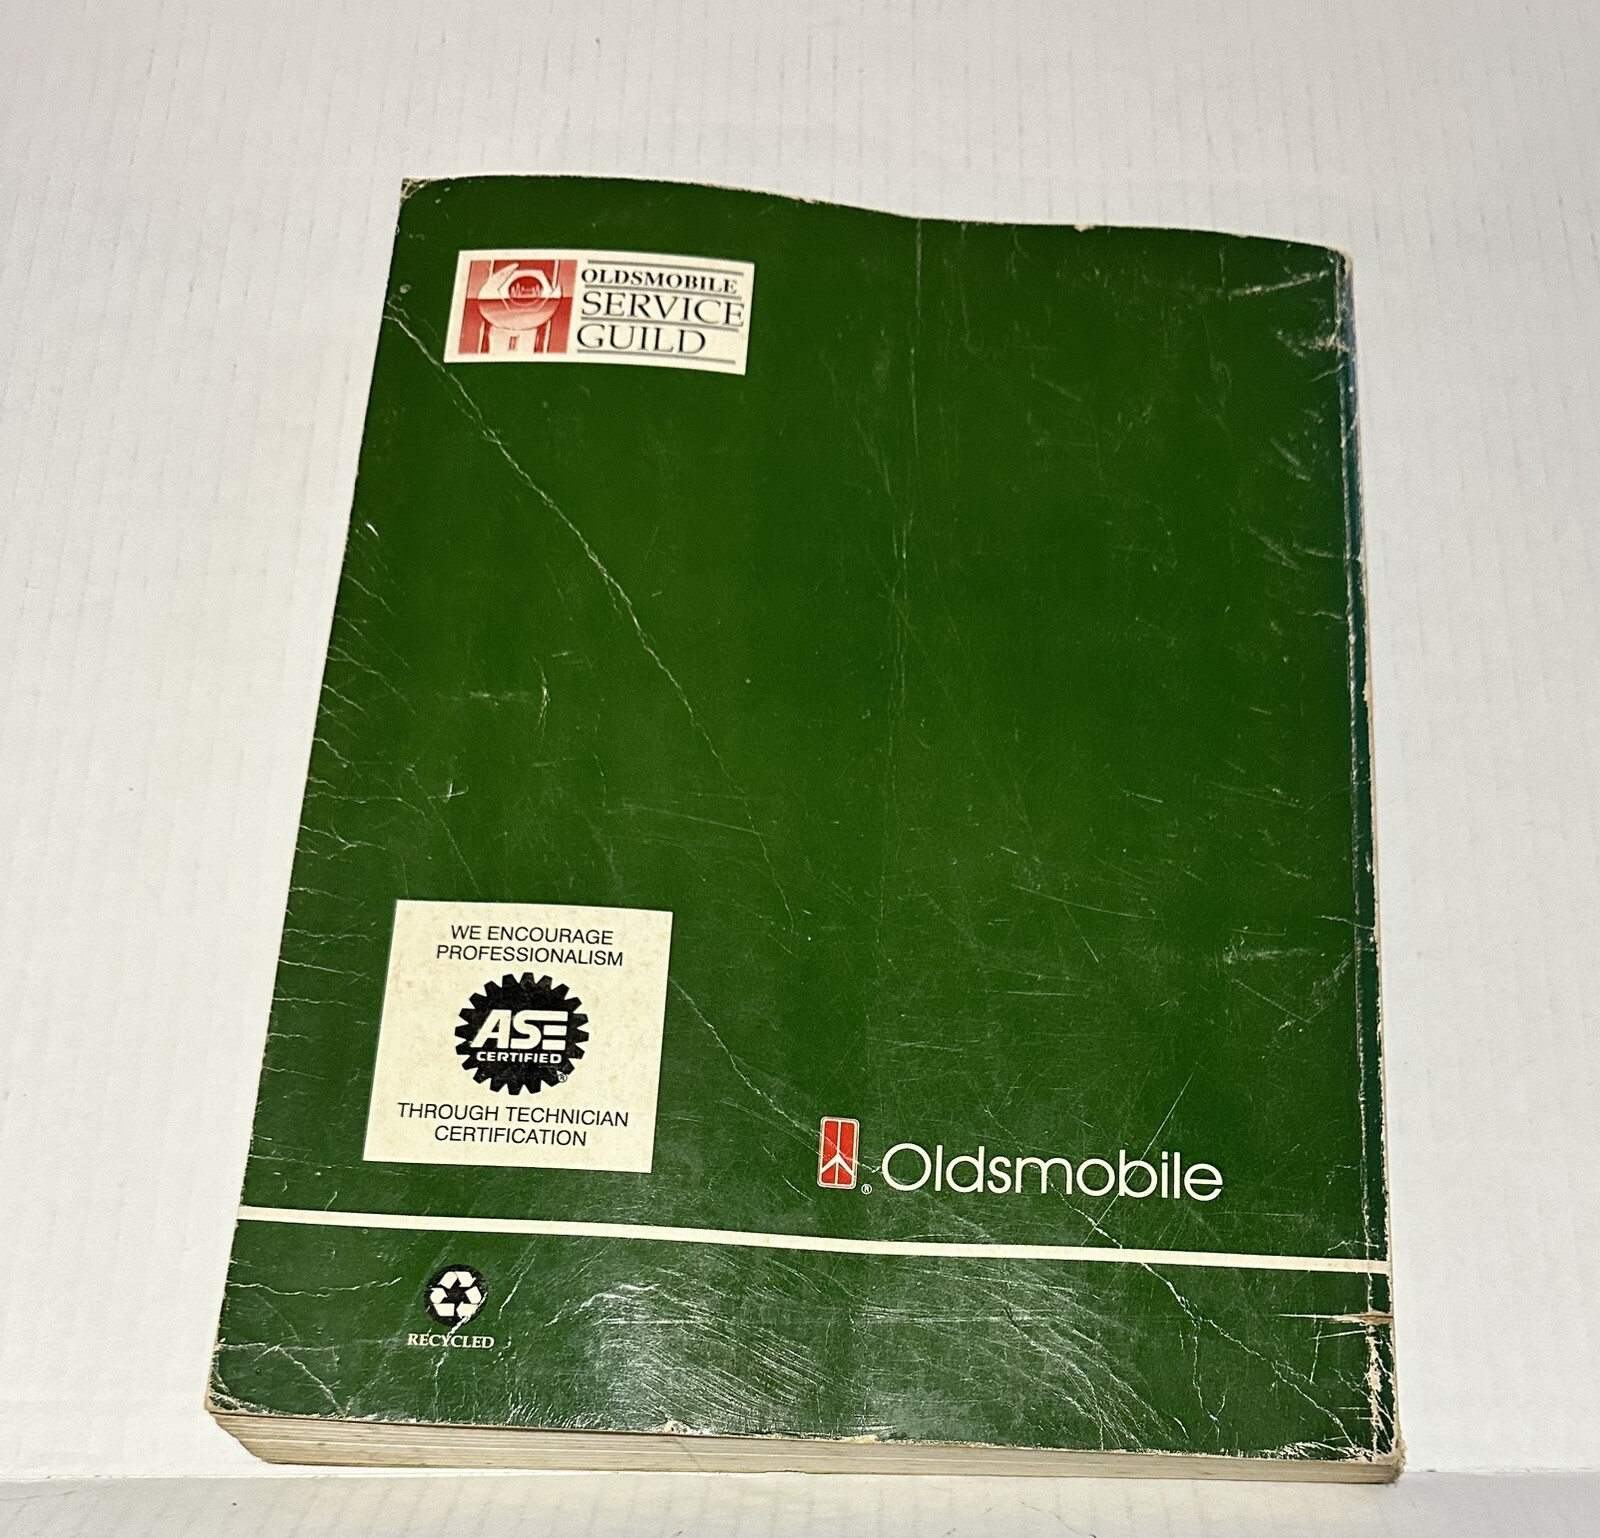 OLDSMOBILE
SERVICE
GUILD
WE ENCOURAGE
PROFESSIONALISM
ASE
CERTIFIED
®
THROUGH TECHNICIAN
CERTIFICATION
® Oldsmobile
RECYCLED